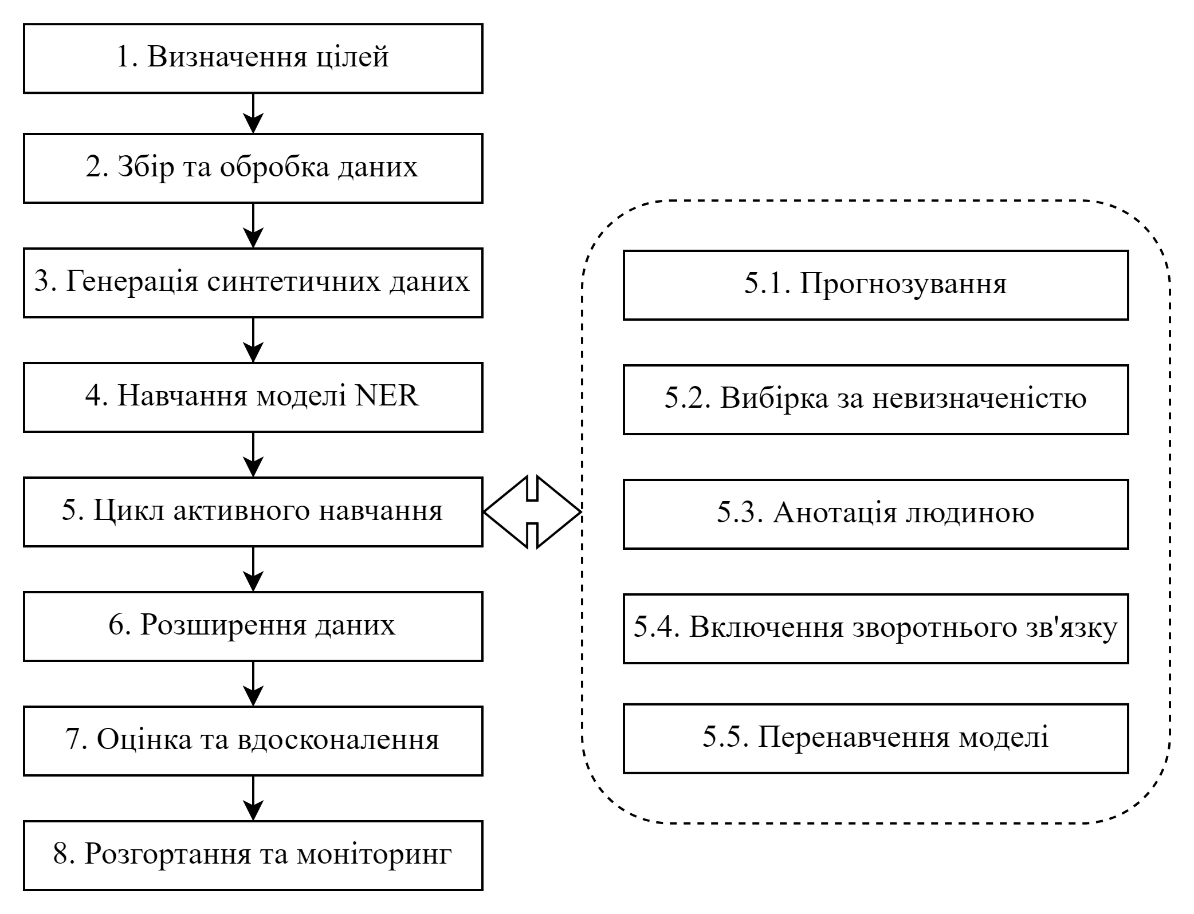 1. Визначення цілей
2. Збір та обробка даних
3. Генерація синтетичних даних
4. Навчання моделі NER
5. Цикл активного навчання
6. Розширення даних
7. Оцінка та вдосконалення
8. Розгортання та моніторинг
5.1. Прогнозування
5.2. Вибірка за невизначеністю
5.3. Анотація людиною
5.4. Включення зворотнього зв'язку
5.5. Перенавчення моделі